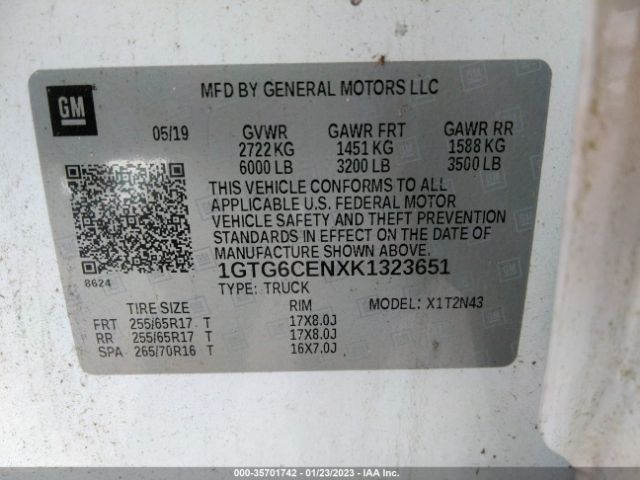 GM
MFD BY GENERAL MOTORS LLC
05/19 GVWR GAWR FRT GAWR RR
2722 KG 1451 KG 1588 KG
6000 LB 3200 LB 3500 LB
THIS VEHICLE CONFORMS TO ALL
APPLICABLE U.S. FEDERAL MOTOR
VEHICLE SAFETY AND THEFT PREVENTION
STANDARDS IN EFFECT ON THE DATE OF
MANUFACTURE SHOWN ABOVE.
1GTG6CENXK1323651
8624
TYPE: TRUCK
TIRE SIZE RIM MODEL: X1T2N43
FRT 255/65R17 T 17X8.0J
RR 255/65R17 T 17X8.0J
SPA 265/70R16 T 16X7.0J
000-35701742 - 01/23/2023 - IAA Inc.